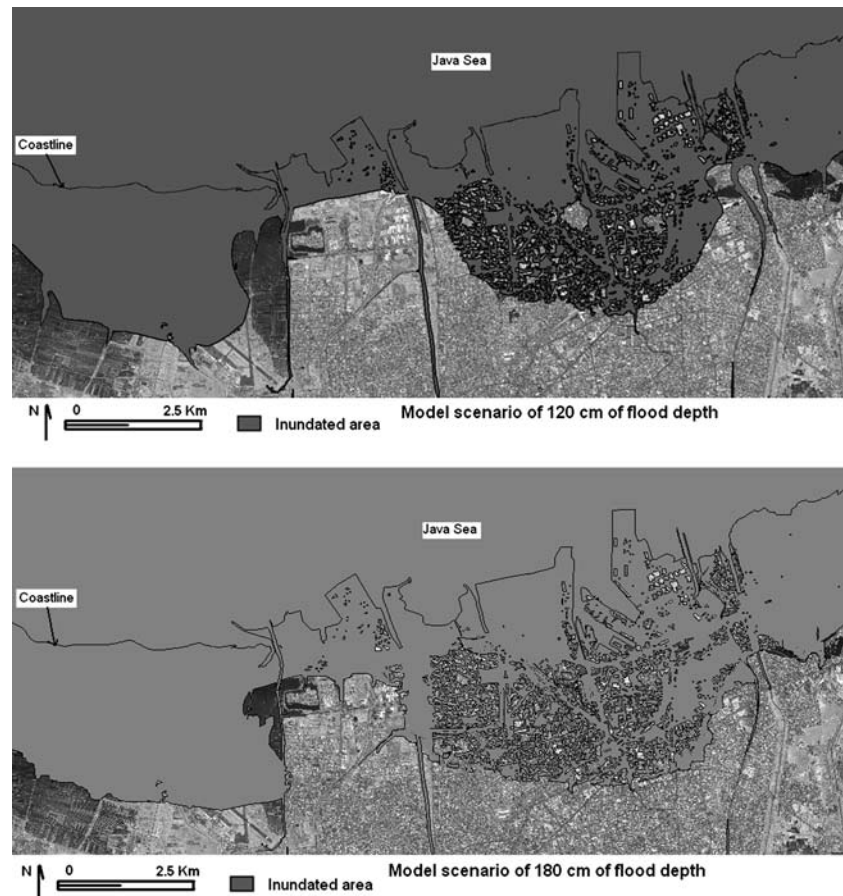 Java Sea
Coastline
N
0 2.5 Km
Inundated area
Model scenario of 120 cm of flood depth
Java Sea
Coastline
N
0 2.5 Km
Inundated area
Model scenario of 180 cm of flood depth